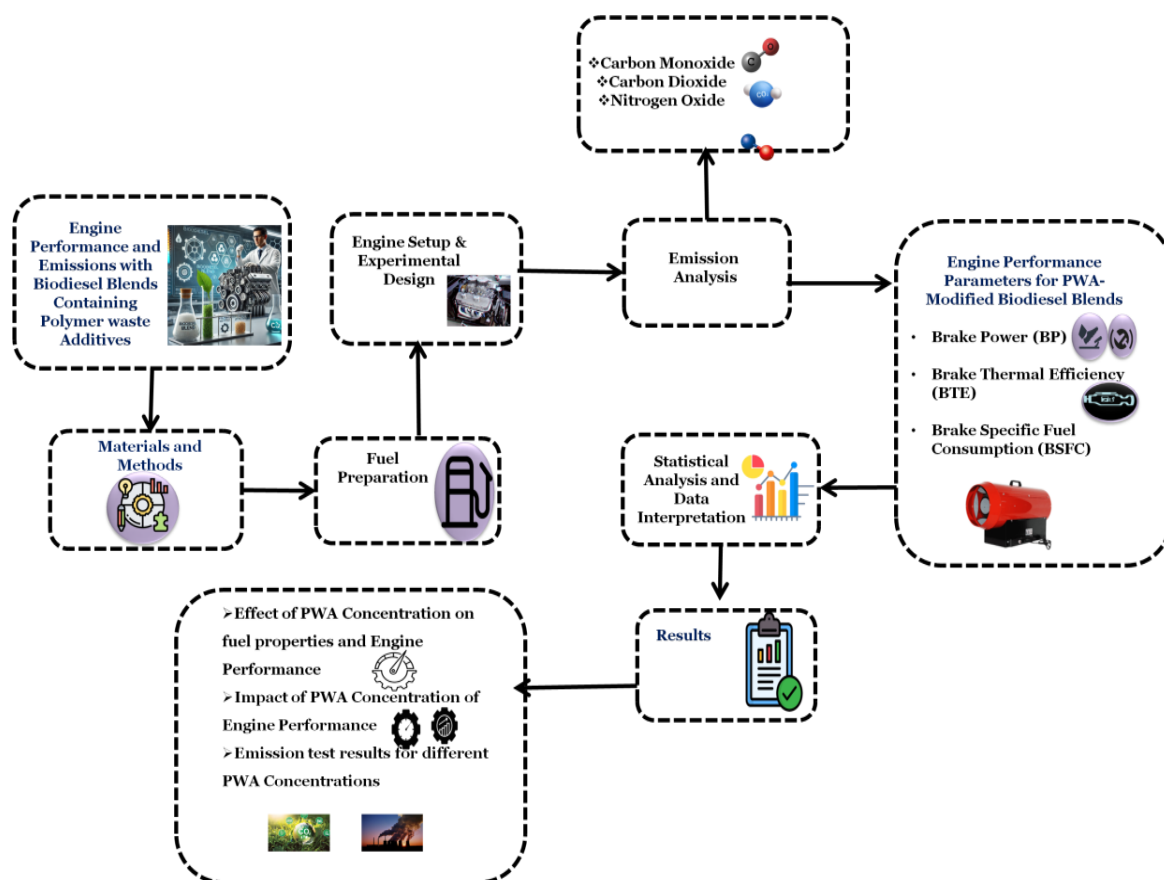 ❖Carbon Monoxide
❖Carbon Dioxide
❖Nitrogen Oxide
C
O
CO₂
Engine
Performance and
Emissions with
Biodiesel Blends
Containing
Polymer waste
Additives
Engine Setup &
Experimental
Design
Emission
Analysis
Engine Performance
Parameters for PWA-
Modified Biodiesel Blends
• Brake Power (BP)
• Brake Thermal Efficiency
(BTE)
• Brake Specific Fuel
Consumption (BSFC)
Materials and
Methods
Fuel
Preparation
Statistical
Analysis and
Data
Interpretation
Results
➢Effect of PWA Concentration on
fuel properties and Engine
Performance
➢Impact of PWA Concentration of
Engine Performance
➢Emission test results for different
PWA Concentrations
CO₂